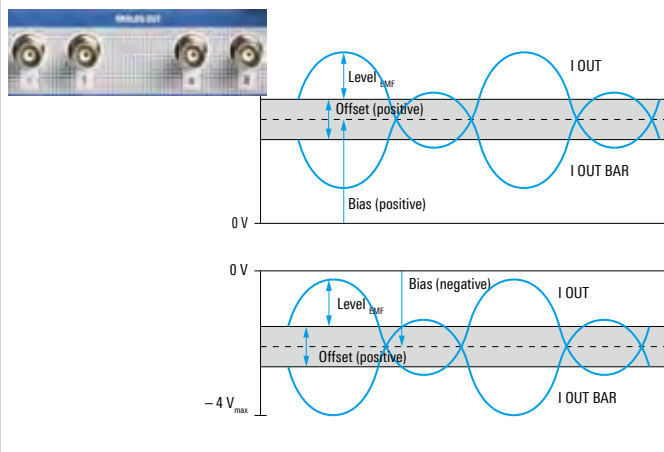 ANALOG OUT
I OUT
Level EMF
Offset (positive)
I OUT BAR
Bias (positive)
0 V
0 V
Bias (negative)
I OUT
Level EMF
Offset (positive)
I OUT BAR
– 4 Vmax